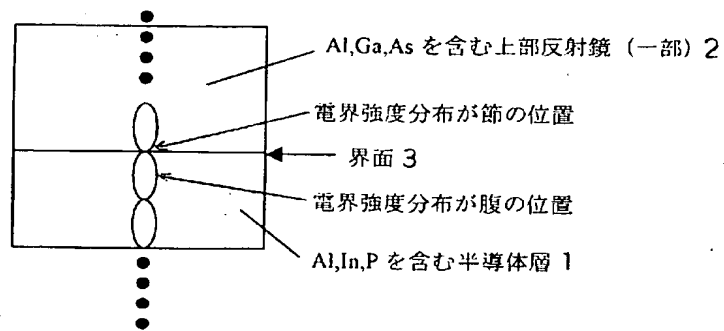 Al,Ga,As を含む上部反射鏡（一部）2
電界強度分布が節の位置
界面 3
電界強度分布が腹の位置
Al,In,P を含む半導体層 1